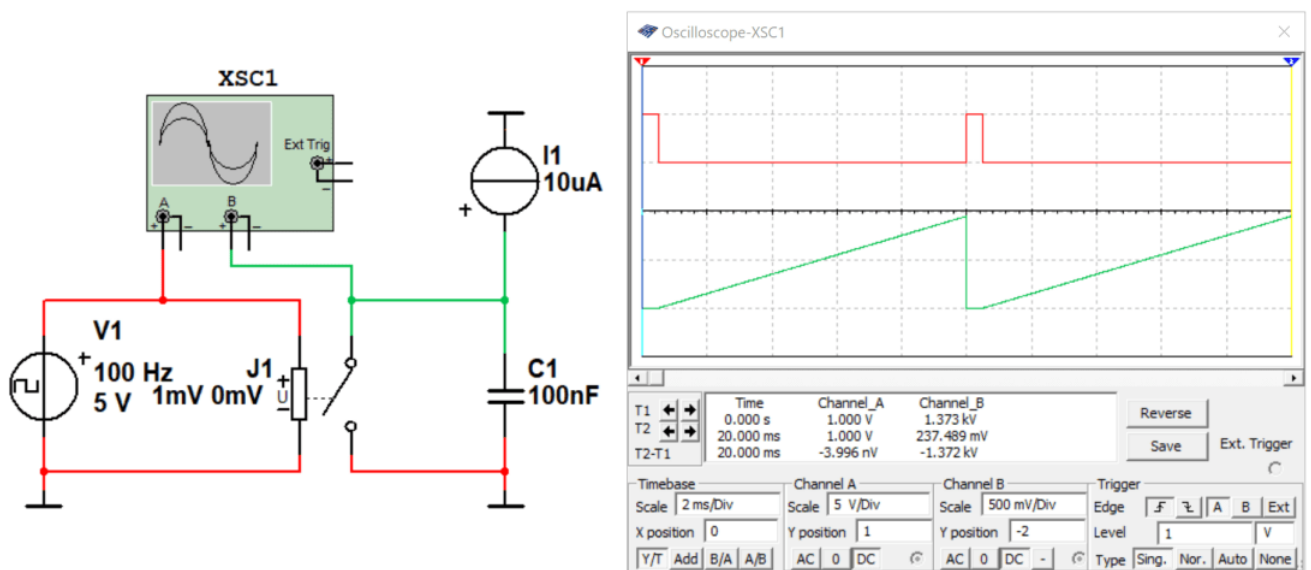 XSC1
Ext Trig
+
−
A
B
+ − + −
I1
10uA
+
V1
+
100 Hz
5 V
1mV 0mV
J1
+
U
−
C1
100nF
Oscilloscope-XSC1
1
Time Channel_A Channel_B
T1 0.000 s 1.000 V 1.373 kV
T2 20.000 ms 1.000 V 237.489 mV
T2-T1 20.000 ms -3.996 nV -1.372 kV
Reverse
Save
Ext. Trigger
Timebase
Scale 2 ms/Div
X position 0
Y/T Add B/A A/B
Channel A
Scale 5 V/Div
Y position 1
AC 0 DC
Channel B
Scale 500 mV/Div
Y position -2
AC 0 DC -
Trigger
Edge A B Ext
Level 1 V
Type Sing. Nor. Auto None